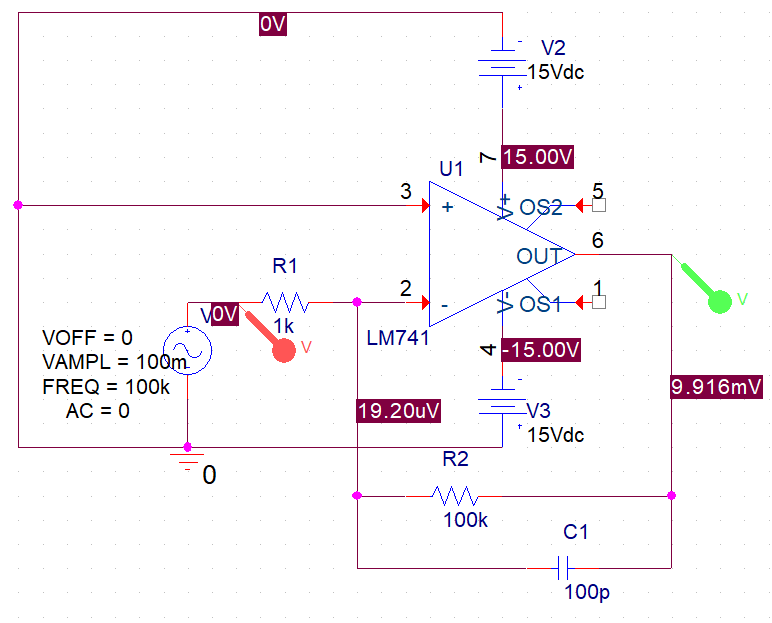 0V
V2
-
15Vdc
+
7
15.00V
U1
3
+
V+
OS2
5
OUT
6
2
-
V-
OS1
1
LM741
R1
1k
V
0V
V
V
VOFF = 0
VAMPL = 100m
FREQ = 100k
AC = 0
+
-
4
-15.00V
-
V3
+
15Vdc
9.916mV
19.20uV
0
R2
100k
C1
100p